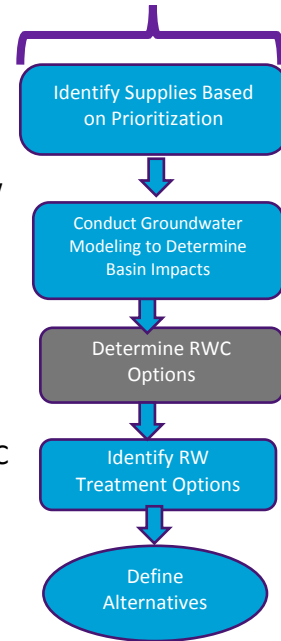 Identify Supplies Based
on Prioritization
Conduct Groundwater
Modeling to Determine
Basin Impacts
Determine RWC
Options
C
Identify RW
Treatment Options
Define
Alternatives